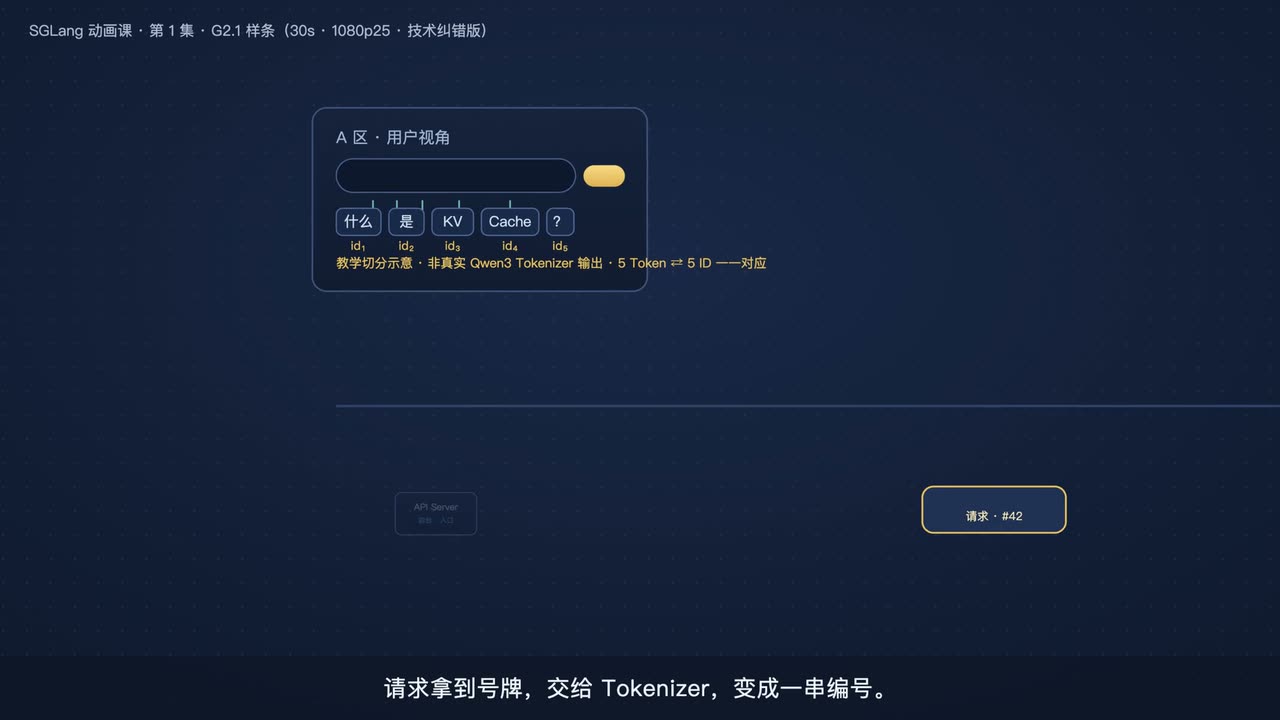 SGLang 动画课 · 第 1 集 · G2.1 样条（30s · 1080p25 · 技术纠错版）
A 区 · 用户视角
什么 是 KV Cache ？
id₁ id₂ id₃ id₄ id₅
教学切分示意 · 非真实 Qwen3 Tokenizer 输出 · 5 Token ⇄ 5 ID 一一对应
API Server
请求 · #42
请求拿到号牌，交给 Tokenizer，变成一串编号。